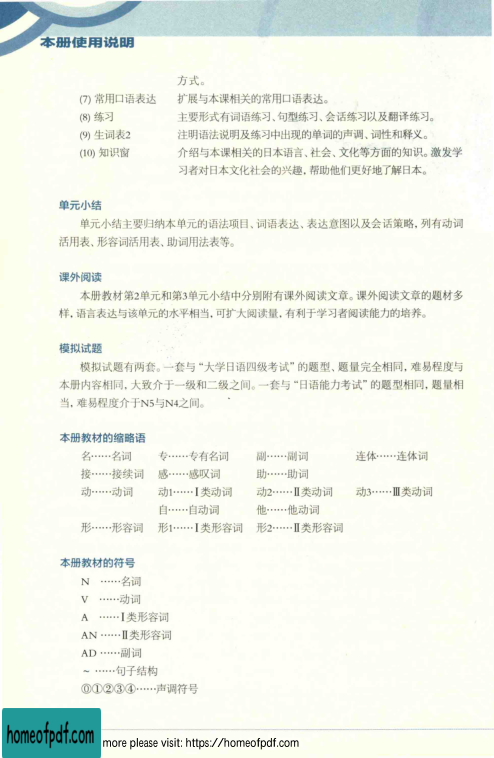 本册使用说明
方式。
(7) 常用口语表达 扩展与本课相关的常用口语表达。
(8) 练习 主要形式有词语练习、句型练习、会话练习以及翻译练习。
(9) 生词表2 注明语法说明及练习中出现的单词的声调、词性和释义。
(10) 知识窗 介绍与本课相关的日本语言、社会、文化等方面的知识。激发学
习者对日本文化社会的兴趣，帮助他们更好地了解日本。
单元小结
单元小结主要归纳本单元的语法项目、词语表达、表达意图以及会话策略，列有动词
活用表、形容词活用表、助词用法表等。
课外阅读
本册教材第2单元和第3单元小结中分别附有课外阅读文章。课外阅读文章的题材多
样，语言表达与该单元的水平相当，可扩大阅读量，有利于学习者阅读能力的培养。
模拟试题
模拟试题有两套。一套与“大学日语四级考试”的题型、题量完全相同，难易程度与
本册内容相同，大致介于一级和二级之间。一套与“日语能力考试”的题型相同，题量相
当，难易程度介于N5与N4之间。
本册教材的缩略语
名……名词 专……专有名词 副……副词 连体……连体词
接……接续词 感……感叹词 助……助词
动……动词 动1……Ⅰ类动词 动2……Ⅱ类动词 动3……Ⅲ类动词
自……自动词 他……他动词
形……形容词 形1……Ⅰ类形容词 形2……Ⅱ类形容词
本册教材的符号
N ……名词
V ……动词
A ……Ⅰ类形容词
AN ……Ⅱ类形容词
AD ……副词
～ ……句子结构
⓪①②③④……声调符号
homeofpdf.com more please visit: https://homeofpdf.com